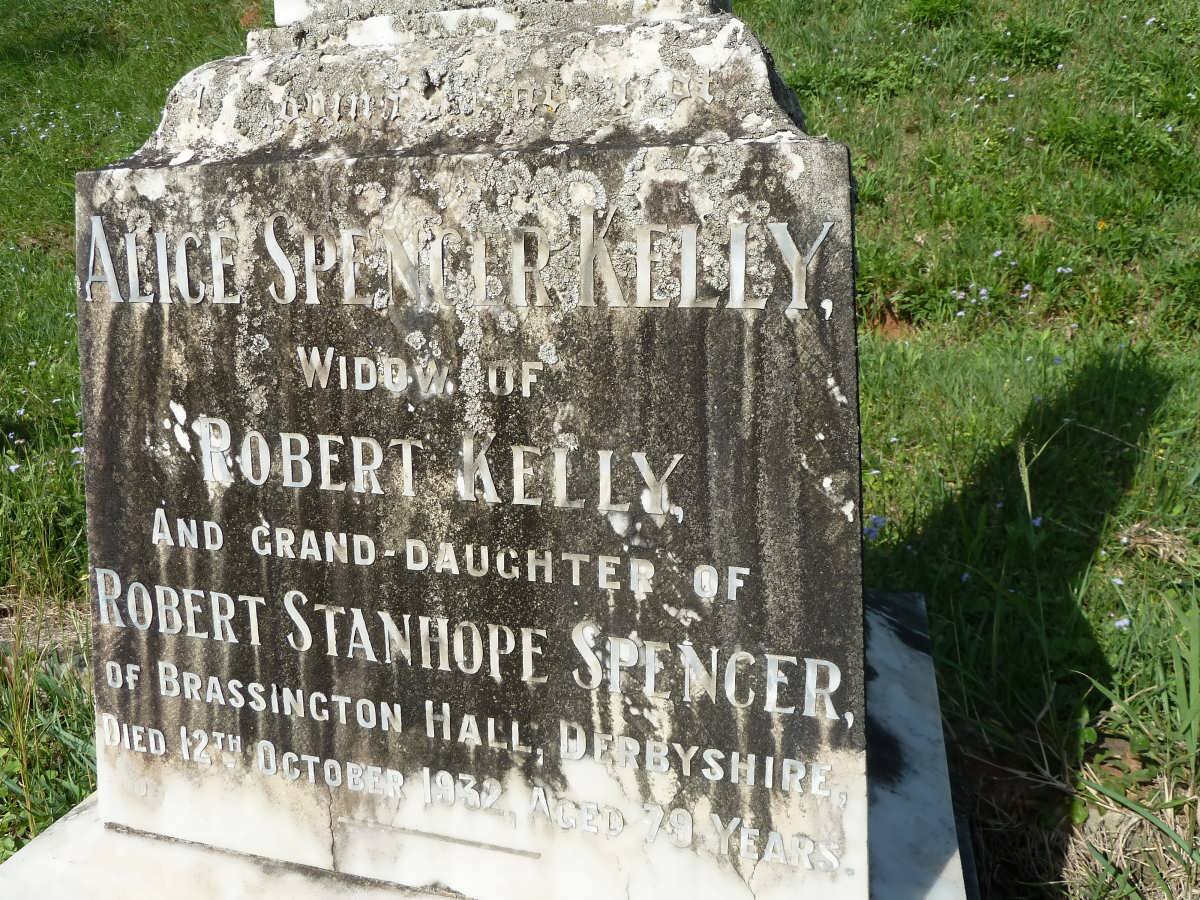 ALICE SPENCER KELLY,
WIDOW OF
ROBERT KELLY,
AND GRAND-DAUGHTER OF
ROBERT STANHOPE SPENCER,
OF BRASSINGTON HALL, DERBYSHIRE,
DIED 12TH OCTOBER 1932, AGED 79 YEARS.